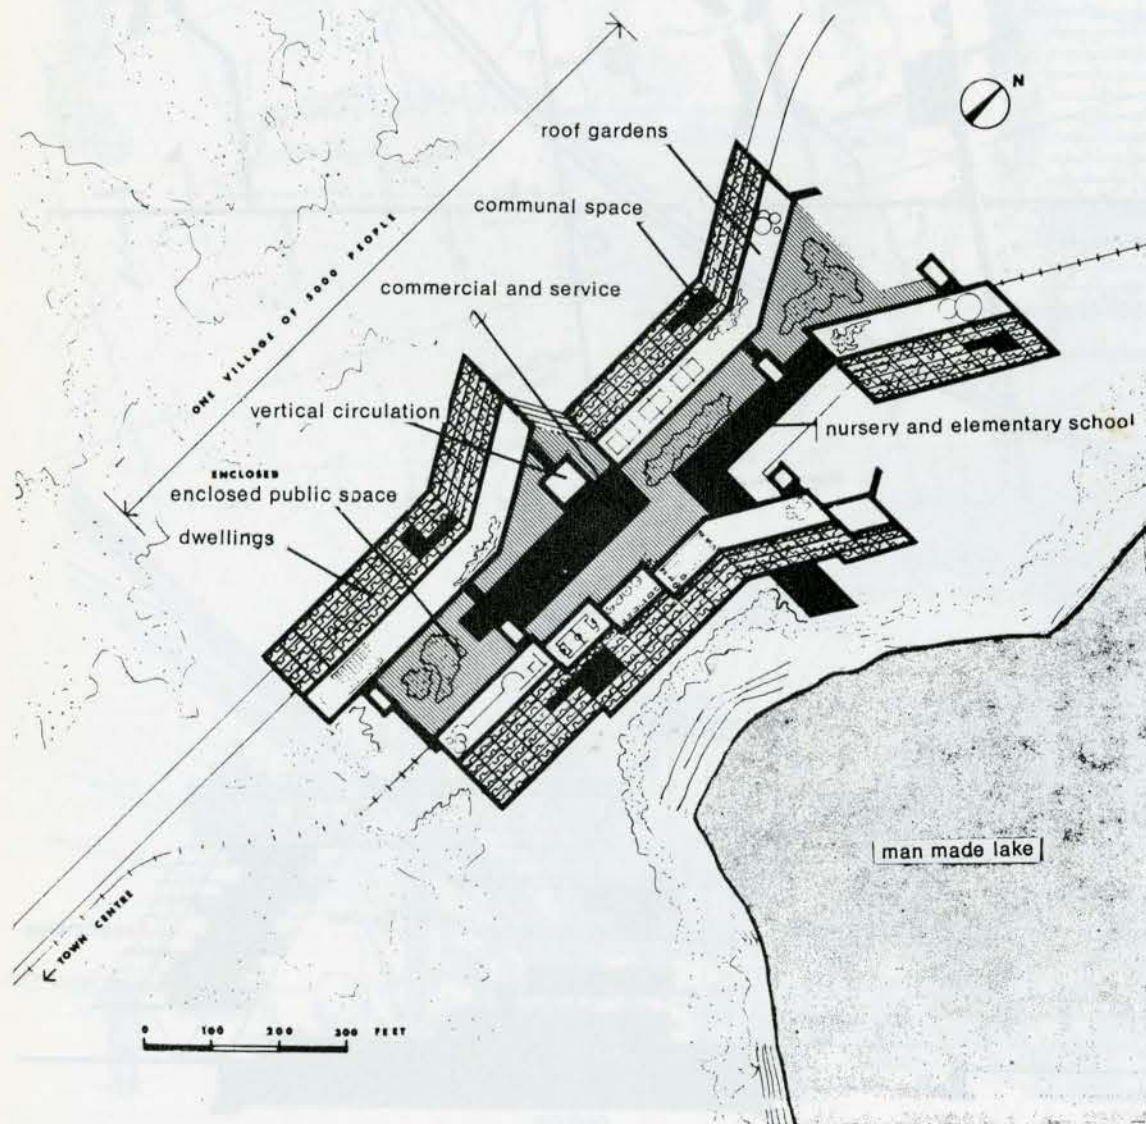 N
roof gardens
communal space
commercial and service
ONE VILLAGE OF 5000 PEOPLE
vertical circulation
nursery and elementary school
ENCLOSED
enclosed public space
dwellings
man made lake
TOWN CENTRE
0 100 200 300 FEET